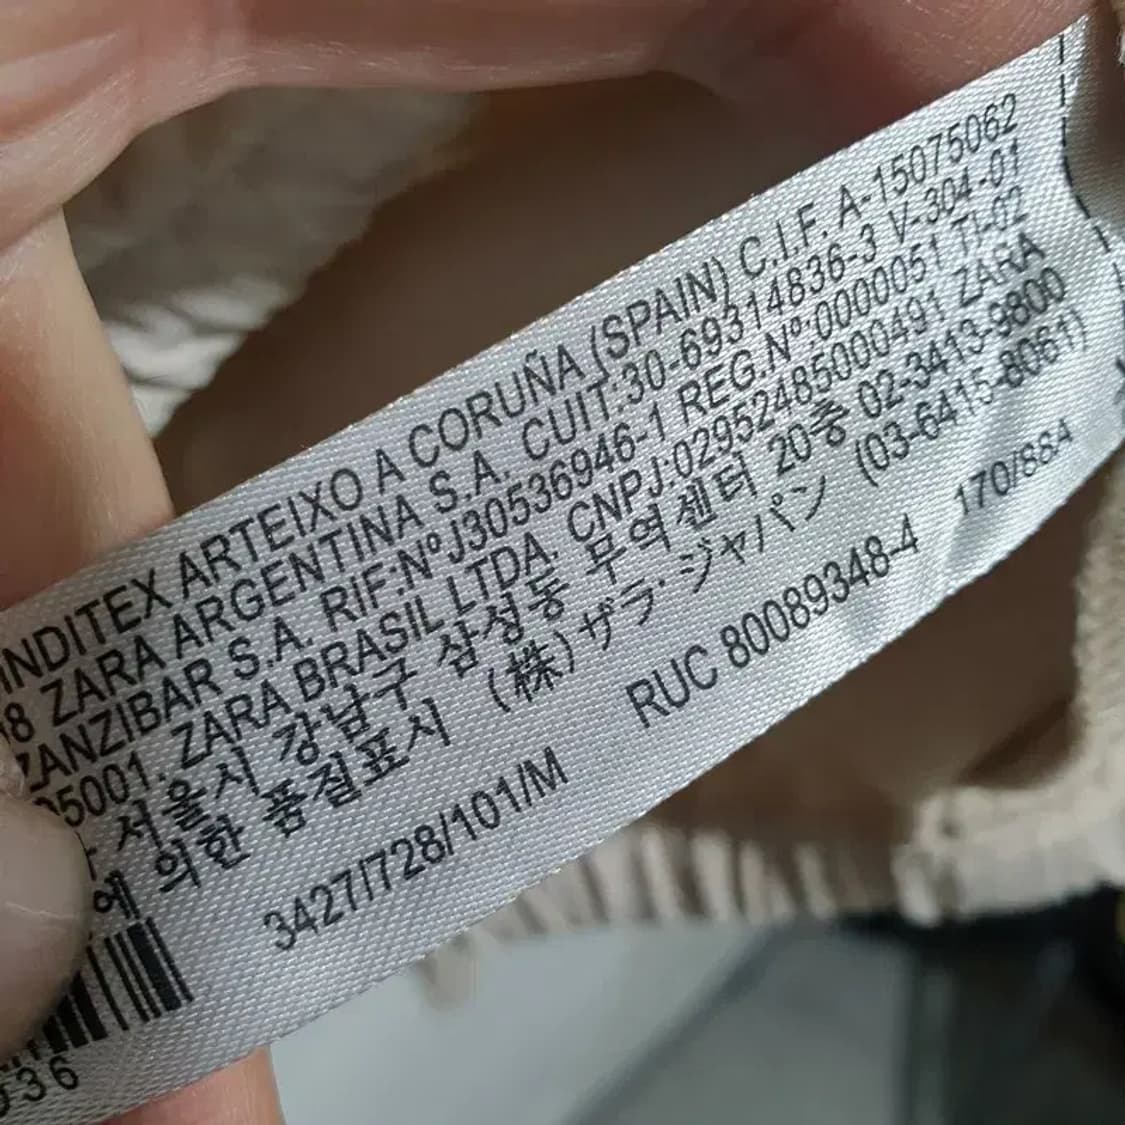 INDITEX ARTEIXO A CORUÑA (SPAIN) C.I.F. A-15075062
ZARA ARGENTINA S.A. CUIT:30-69314836-3 V-304-01
ZANZIBAR S.A. RIF:NºJ30536946-1 REG.Nº:0000051 TI-02
05001. ZARA BRASIL LTDA. CNPJ:02952485000491 ZARA
서울시 강남구 삼성동 무역센터 20층 02-3413-9800
에 의한 품질표시 (株)ザラ・ジャパン (03-6415-8061)
3427/728/101/M RUC 80089348-4 170/88A
36